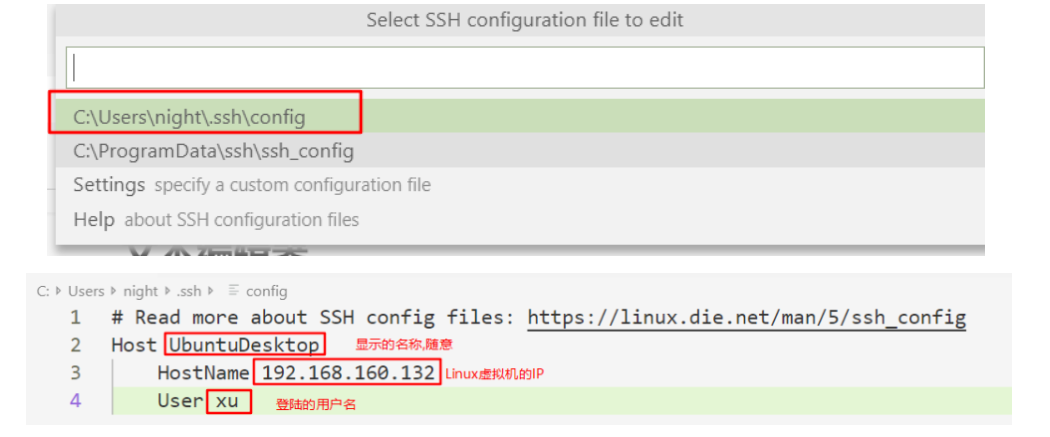 Select SSH configuration file to edit
C:\Users\night\.ssh\config
C:\ProgramData\ssh\ssh_config
Settings specify a custom configuration file
Help about SSH configuration files
C: Users night .ssh config
1 # Read more about SSH config files: https://linux.die.net/man/5/ssh_config
2 Host UbuntuDesktop 显示的名称,随意
3 HostName 192.168.160.132 Linux虚拟机的IP
4 User xu 登陆的用户名